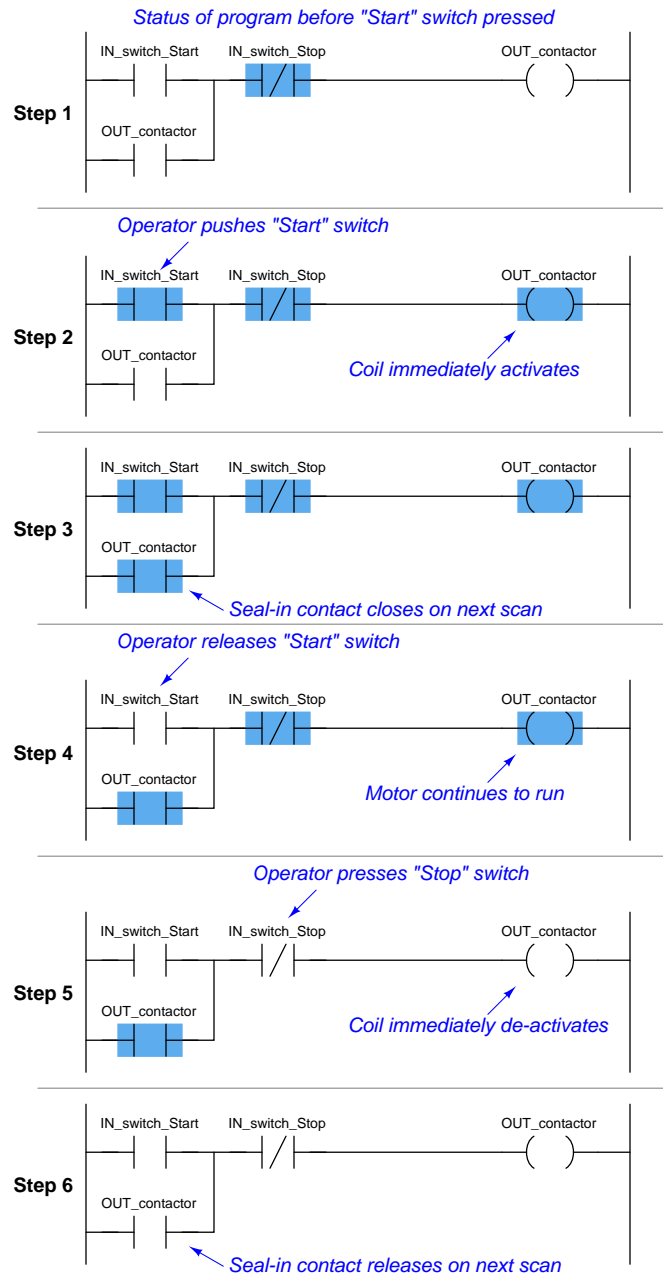 Status of program before "Start" switch pressed
IN_switch_Start IN_switch_Stop OUT_contactor
Step 1
OUT_contactor
Operator pushes "Start" switch
IN_switch_Start IN_switch_Stop OUT_contactor
Step 2
OUT_contactor
Coil immediately activates
IN_switch_Start IN_switch_Stop OUT_contactor
Step 3
OUT_contactor
Seal-in contact closes on next scan
Operator releases "Start" switch
IN_switch_Start IN_switch_Stop OUT_contactor
Step 4
OUT_contactor
Motor continues to run
Operator presses "Stop" switch
IN_switch_Start IN_switch_Stop OUT_contactor
Step 5
OUT_contactor
Coil immediately de-activates
IN_switch_Start IN_switch_Stop OUT_contactor
Step 6
OUT_contactor
Seal-in contact releases on next scan